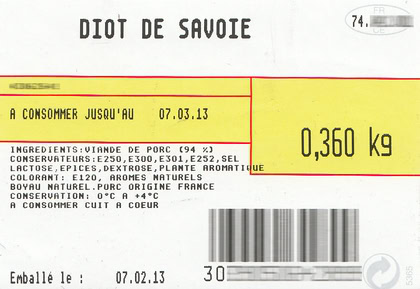 DIOT DE SAVOIE
FR
74.
CE
A CONSOMMER JUSQU'AU 07.03.13
0,360 kg
INGREDIENTS:VIANDE DE PORC (94 %)
CONSERVATEURS:E250,E300,E301,E252,SEL
LACTOSE,EPICES,DEXTROSE,PLANTE AROMATIQUE
COLORANT: E120, AROMES NATURELS
BOYAU NATUREL.PORC ORIGINE FRANCE
CONSERVATION: 0°C A +4°C
A CONSOMMER CUIT A COEUR
Emballé le : 07.02.13
30